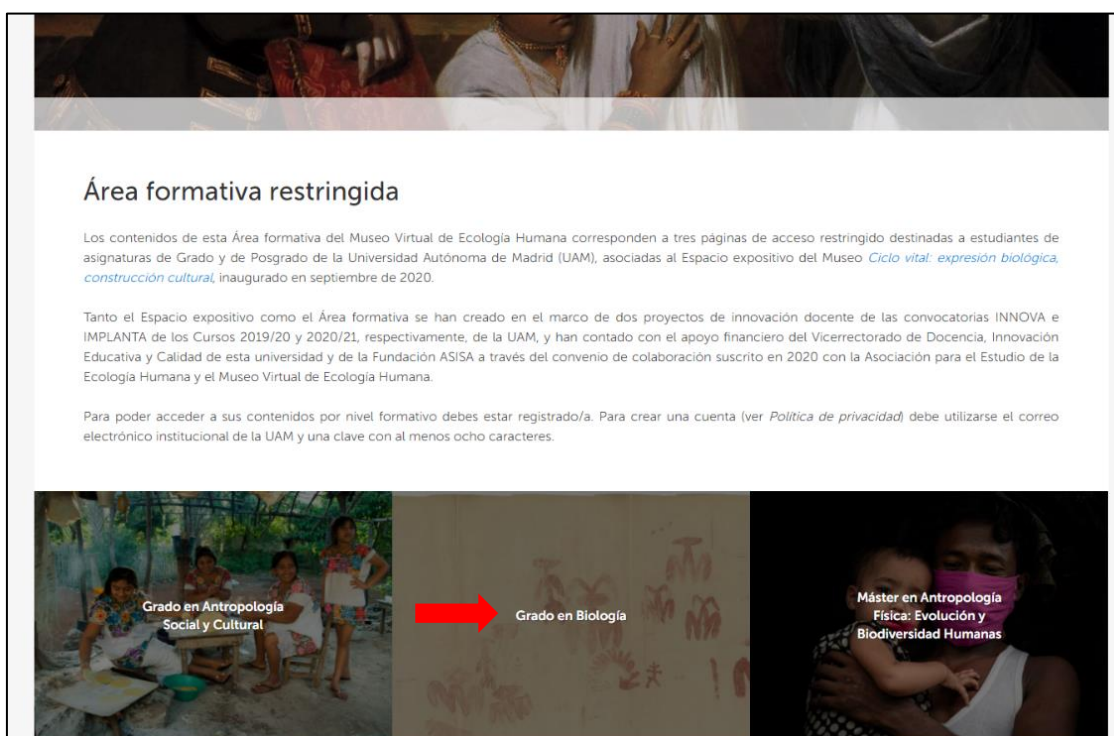 Área formativa restringida
Los contenidos de esta Área formativa del Museo Virtual de Ecología Humana corresponden a tres páginas de acceso restringido destinadas a estudiantes de
asignaturas de Grado y de Posgrado de la Universidad Autónoma de Madrid (UAM), asociadas al Espacio expositivo del Museo Ciclo vital: expresión biológica,
construcción cultural, inaugurado en septiembre de 2020.
Tanto el Espacio expositivo como el Área formativa se han creado en el marco de dos proyectos de innovación docente de las convocatorias INNOVA e
IMPLANTA de los Cursos 2019/20 y 2020/21, respectivamente, de la UAM, y han contado con el apoyo financiero del Vicerrectorado de Docencia, Innovación
Educativa y Calidad de esta universidad y de la Fundación ASISA a través del convenio de colaboración suscrito en 2020 con la Asociación para el Estudio de la
Ecología Humana y el Museo Virtual de Ecología Humana.
Para poder acceder a sus contenidos por nivel formativo debes estar registrado/a. Para crear una cuenta (ver Política de privacidad) debe utilizarse el correo
electrónico institucional de la UAM y una clave con al menos ocho caracteres.
Grado en Antropología
Social y Cultural
Grado en Biología
Máster en Antropología
Física: Evolución y
Biodiversidad Humanas